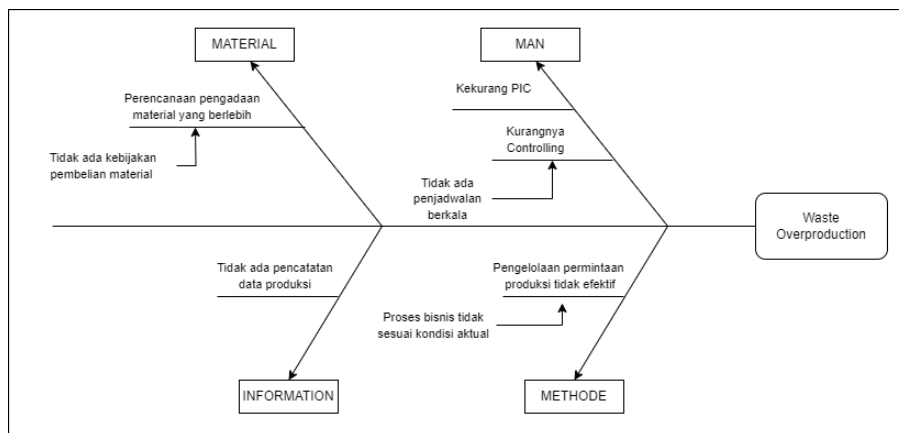 MATERIAL
MAN
Perencanaan pengadaan
material yang berlebih
Tidak ada kebijakan
pembelian material
Kekurang PIC
Kurangnya
Controlling
Tidak ada
penjadwalan
berkala
Waste
Overproduction
Tidak ada pencatatan
data produksi
Pengelolaan permintaan
produksi tidak efektif
Proses bisnis tidak
sesuai kondisi aktual
INFORMATION
METHODE